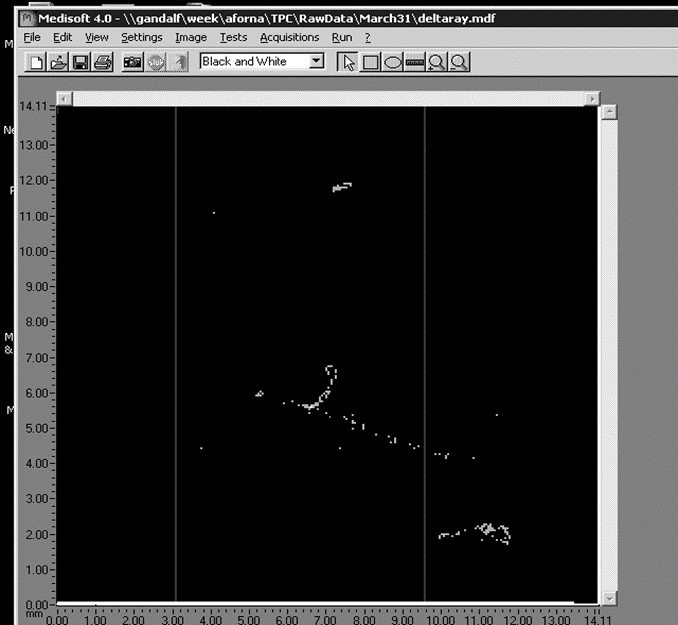 Medisoft 4.0 - \\gandalf\week\aforna\TPC\RawData\March31\deltaray.mdf
File Edit View Settings Image Tests Acquisitions Run ?
Black and White
14.11
13.00
12.00
11.00
10.00
9.00
8.00
7.00
6.00
5.00
4.00
3.00
2.00
1.00
0.00
mm
0.00 1.00 2.00 3.00 4.00 5.00 6.00 7.00 8.00 9.00 10.00 11.00 12.00 13.00 14.11
M
Ne
M
&
M